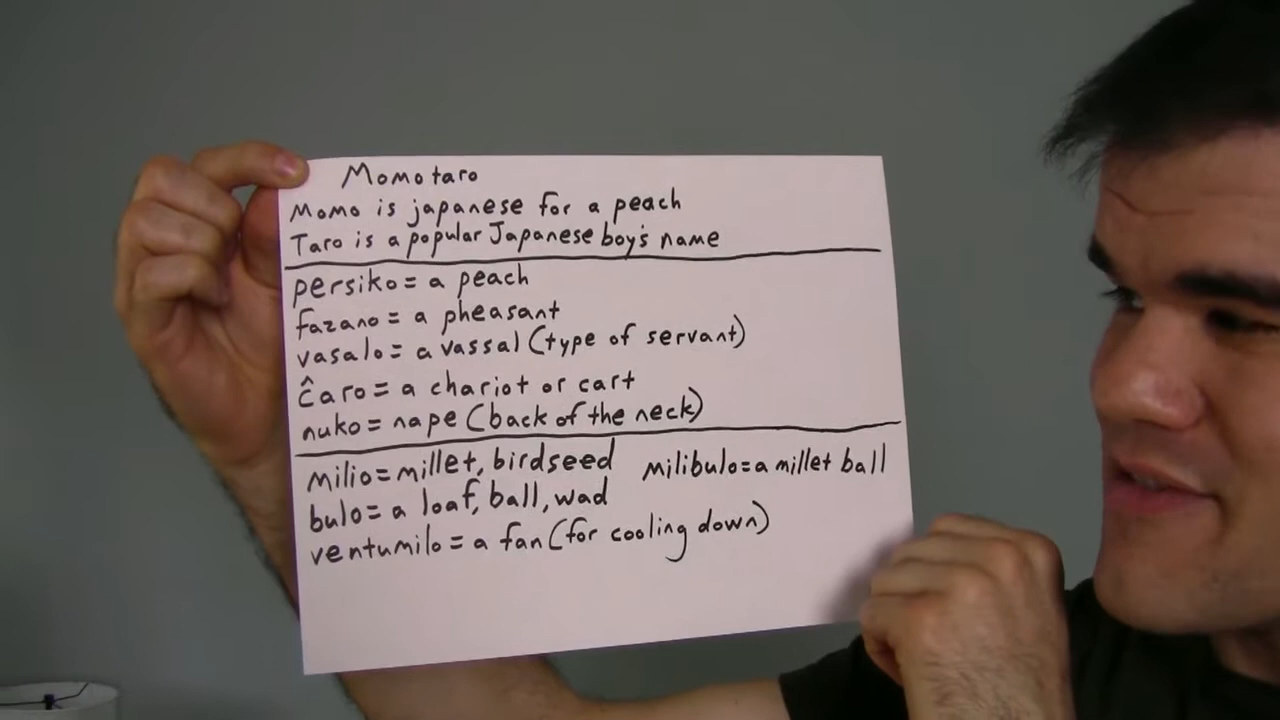 Momotaro
Momo is japanese for a peach
Taro is a popular Japanese boy's name
persiko = a peach
fazano = a pheasant
vasalo = a vassal (type of servant)
ĉaro = a chariot or cart
nuko = nape (back of the neck)
milio = millet, birdseed milibulo = a millet ball
bulo = a loaf, ball, wad
ventumilo = a fan (for cooling down)